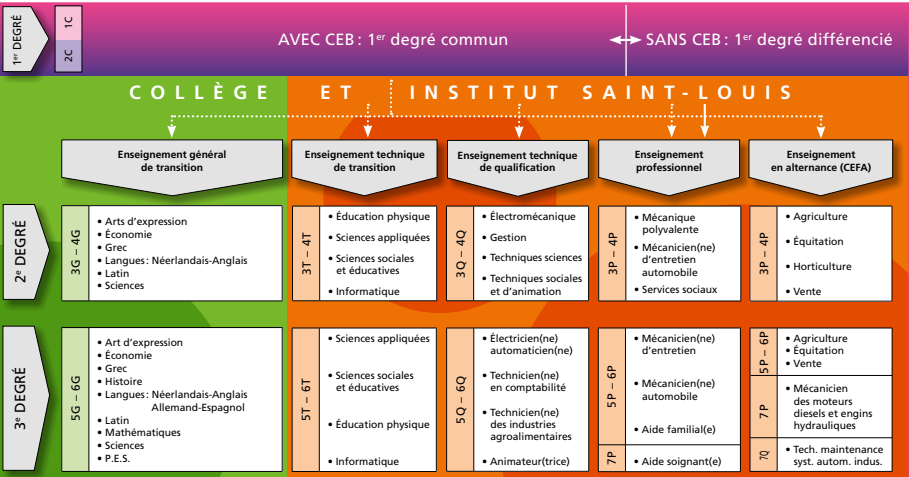 1er DEGRÉ
1C
2C
AVEC CEB : 1er degré commun
SANS CEB : 1er degré différencié
COLLÈGE ET INSTITUT SAINT-LOUIS
Enseignement général
de transition
Enseignement technique
de transition
Enseignement technique
de qualification
Enseignement
professionnel
Enseignement
en alternance (CEFA)
2e DEGRÉ
3G – 4G
• Arts d'expression
• Économie
• Grec
• Langues : Néerlandais-Anglais
• Latin
• Sciences
3T – 4T
• Éducation physique
• Sciences appliquées
• Sciences sociales
et éducatives
• Informatique
3Q – 4Q
• Électromécanique
• Gestion
• Techniques sciences
• Techniques sociales
et d'animation
3P – 4P
• Mécanique
polyvalente
• Mécanicien(ne)
d'entretien
automobile
• Services sociaux
3P – 4P
• Agriculture
• Équitation
• Horticulture
• Vente
3e DEGRÉ
5G – 6G
• Art d'expression
• Économie
• Grec
• Histoire
• Langues : Néerlandais-Anglais
Allemand-Espagnol
• Latin
• Mathématiques
• Sciences
• P.E.S.
5T – 6T
• Sciences appliquées
• Sciences sociales
et éducatives
• Éducation physique
• Informatique
5Q – 6Q
• Électricien(ne)
automaticien(ne)
• Technicien(ne)
en comptabilité
• Technicien(ne)
des industries
agroalimentaires
• Animateur(trice)
5P – 6P
• Mécanicien(ne)
d'entretien
• Mécanicien(ne)
automobile
• Aide familial(e)
7P
• Aide soignant(e)
5P – 6P
• Agriculture
• Équitation
• Vente
7P
• Mécanicien
des moteurs
diesels et engins
hydrauliques
7Q
• Tech. maintenance
syst. autom. indus.